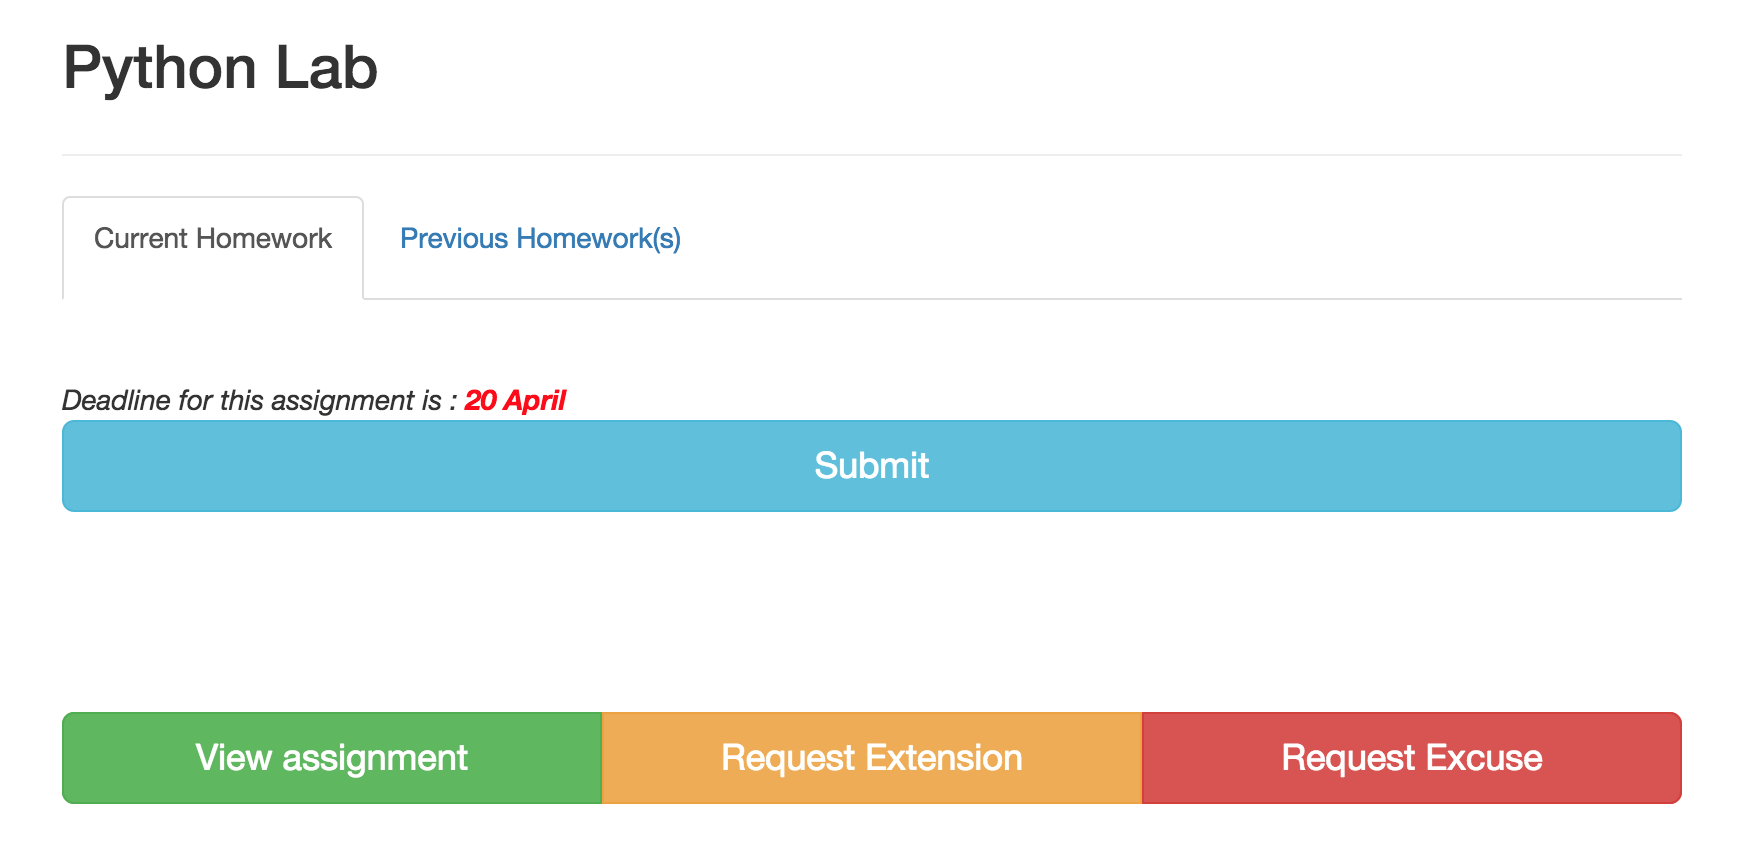 Python Lab
Current Homework Previous Homework(s)
Deadline for this assignment is : 20 April
Submit
View assignment Request Extension Request Excuse